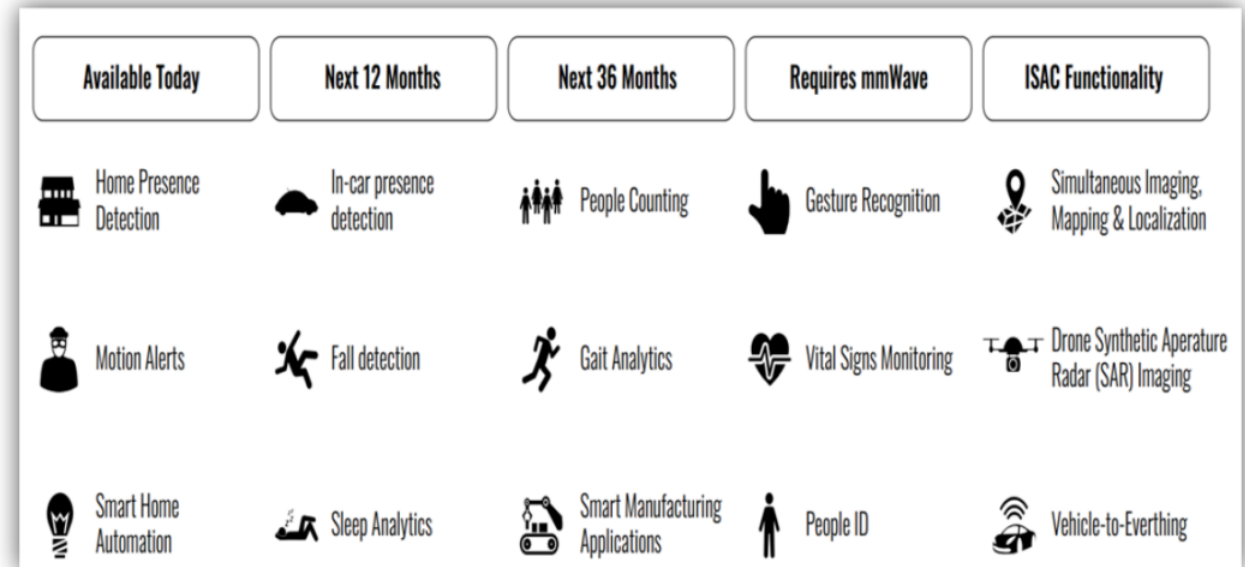 Available Today
Next 12 Months
Next 36 Months
Requires mmWave
ISAC Functionality
Home Presence
Detection
In-car presence
detection
People Counting
Gesture Recognition
Simultaneous Imaging,
Mapping & Localization
Motion Alerts
Fall detection
Gait Analytics
Vital Signs Monitoring
Drone Synthetic Aperature
Radar (SAR) Imaging
Smart Home
Automation
Sleep Analytics
Smart Manufacturing
Applications
People ID
Vehicle-to-Everthing